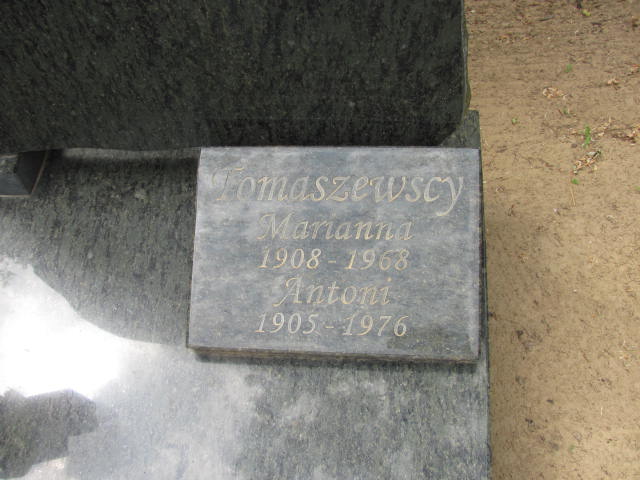 Tomaszewscy
Marianna
1908 - 1968
Antoni
1905 - 1976